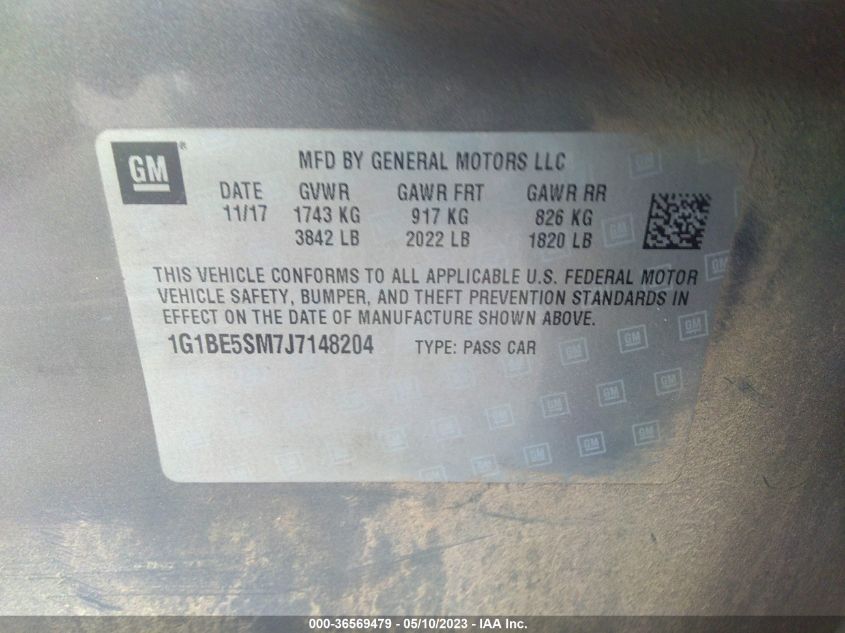 GM®
MFD BY GENERAL MOTORS LLC
DATE GVWR GAWR FRT GAWR RR
11/17 1743 KG 917 KG 826 KG
3842 LB 2022 LB 1820 LB
THIS VEHICLE CONFORMS TO ALL APPLICABLE U.S. FEDERAL MOTOR
VEHICLE SAFETY, BUMPER, AND THEFT PREVENTION STANDARDS IN
EFFECT ON THE DATE OF MANUFACTURE SHOWN ABOVE.
1G1BE5SM7J7148204 TYPE: PASS CAR
000-36569479 - 05/10/2023 - IAA Inc.